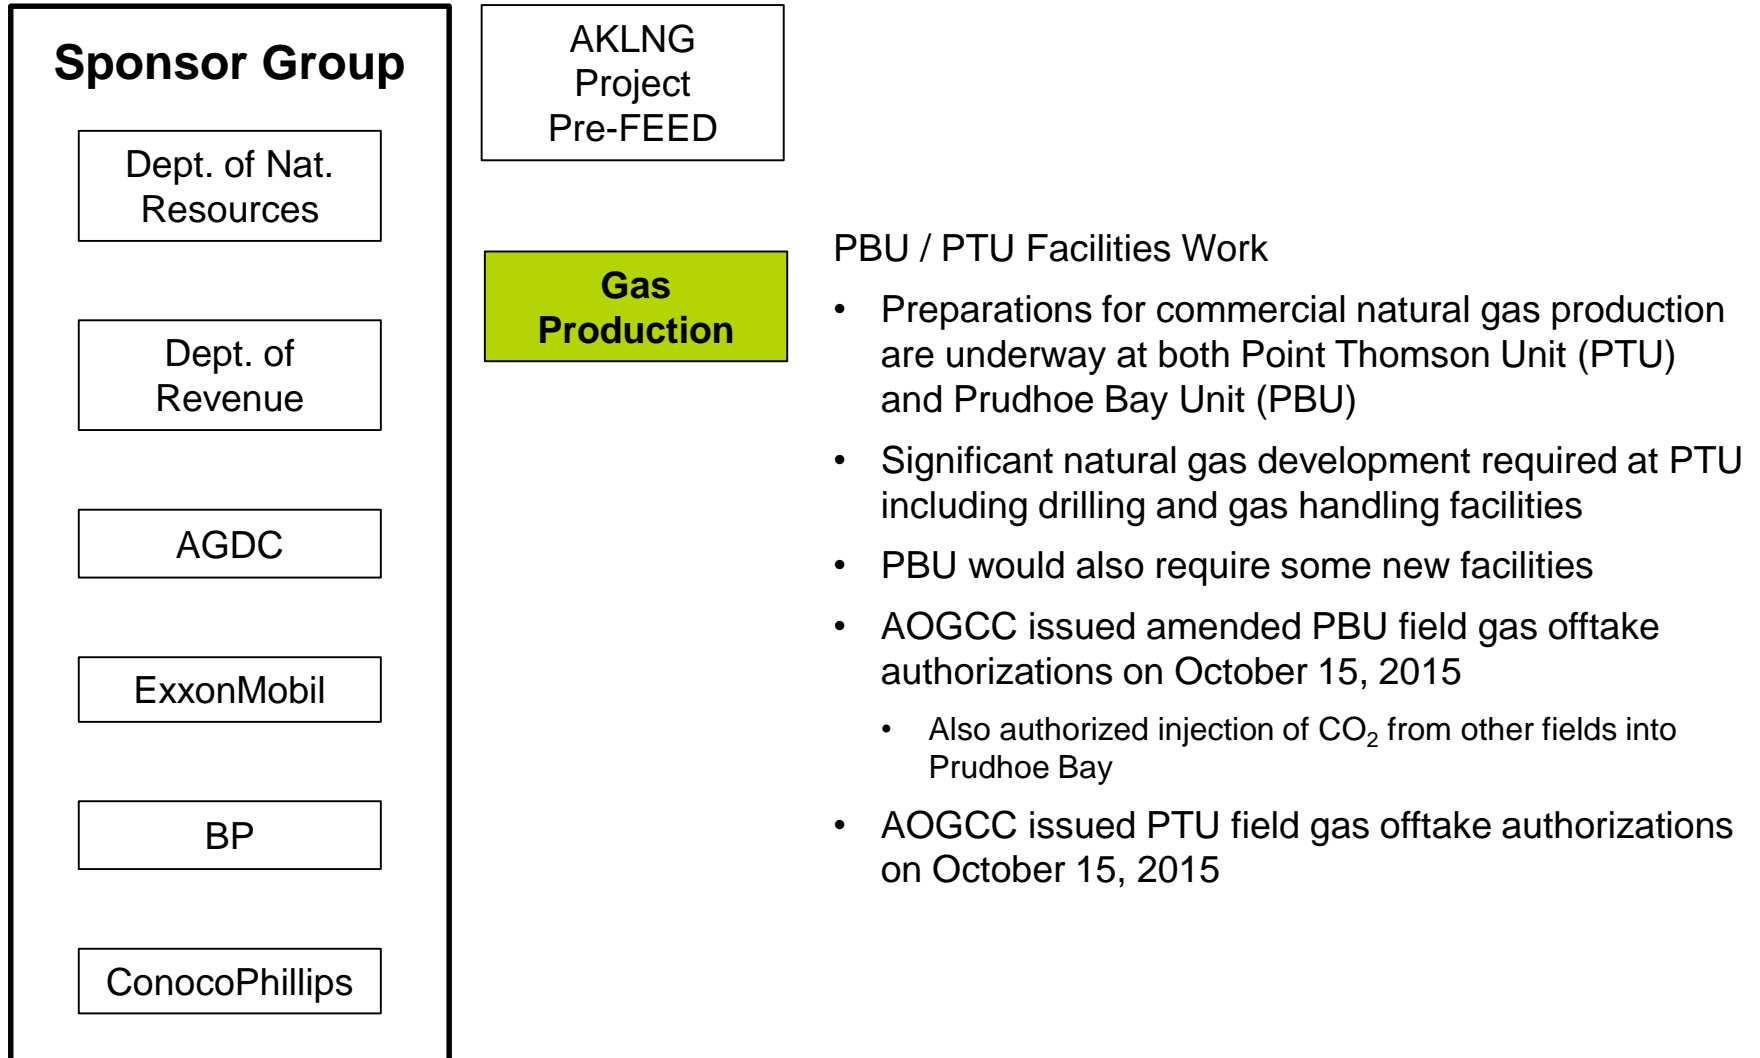 Sponsor Group
Dept. of Nat.
Resources
Dept. of
Revenue
AGDC
ExxonMobil
BP
ConocoPhillips
AKLNG
Project
Pre-FEED
Gas
Production
PBU / PTU Facilities Work
• Preparations for commercial natural gas production
are underway at both Point Thomson Unit (PTU)
and Prudhoe Bay Unit (PBU)
• Significant natural gas development required at PTU
including drilling and gas handling facilities
• PBU would also require some new facilities
• AOGCC issued amended PBU field gas offtake
authorizations on October 15, 2015
• Also authorized injection of CO₂ from other fields into
Prudhoe Bay
• AOGCC issued PTU field gas offtake authorizations
on October 15, 2015